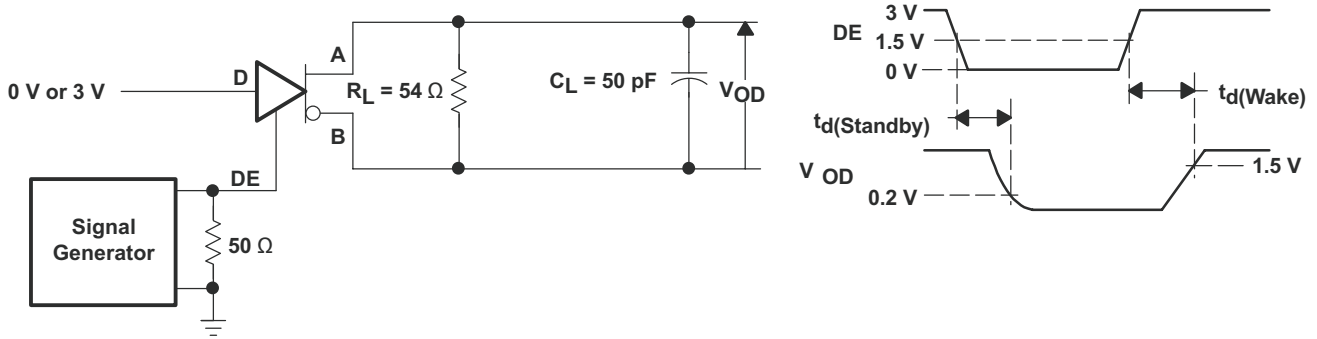 0 V or 3 V
D
A
B
DE
R_L = 54 Ω
C_L = 50 pF
V_OD
Signal
Generator
50 Ω
3 V
DE
1.5 V
0 V
t_d(Wake)
t_d(Standby)
V OD
1.5 V
0.2 V